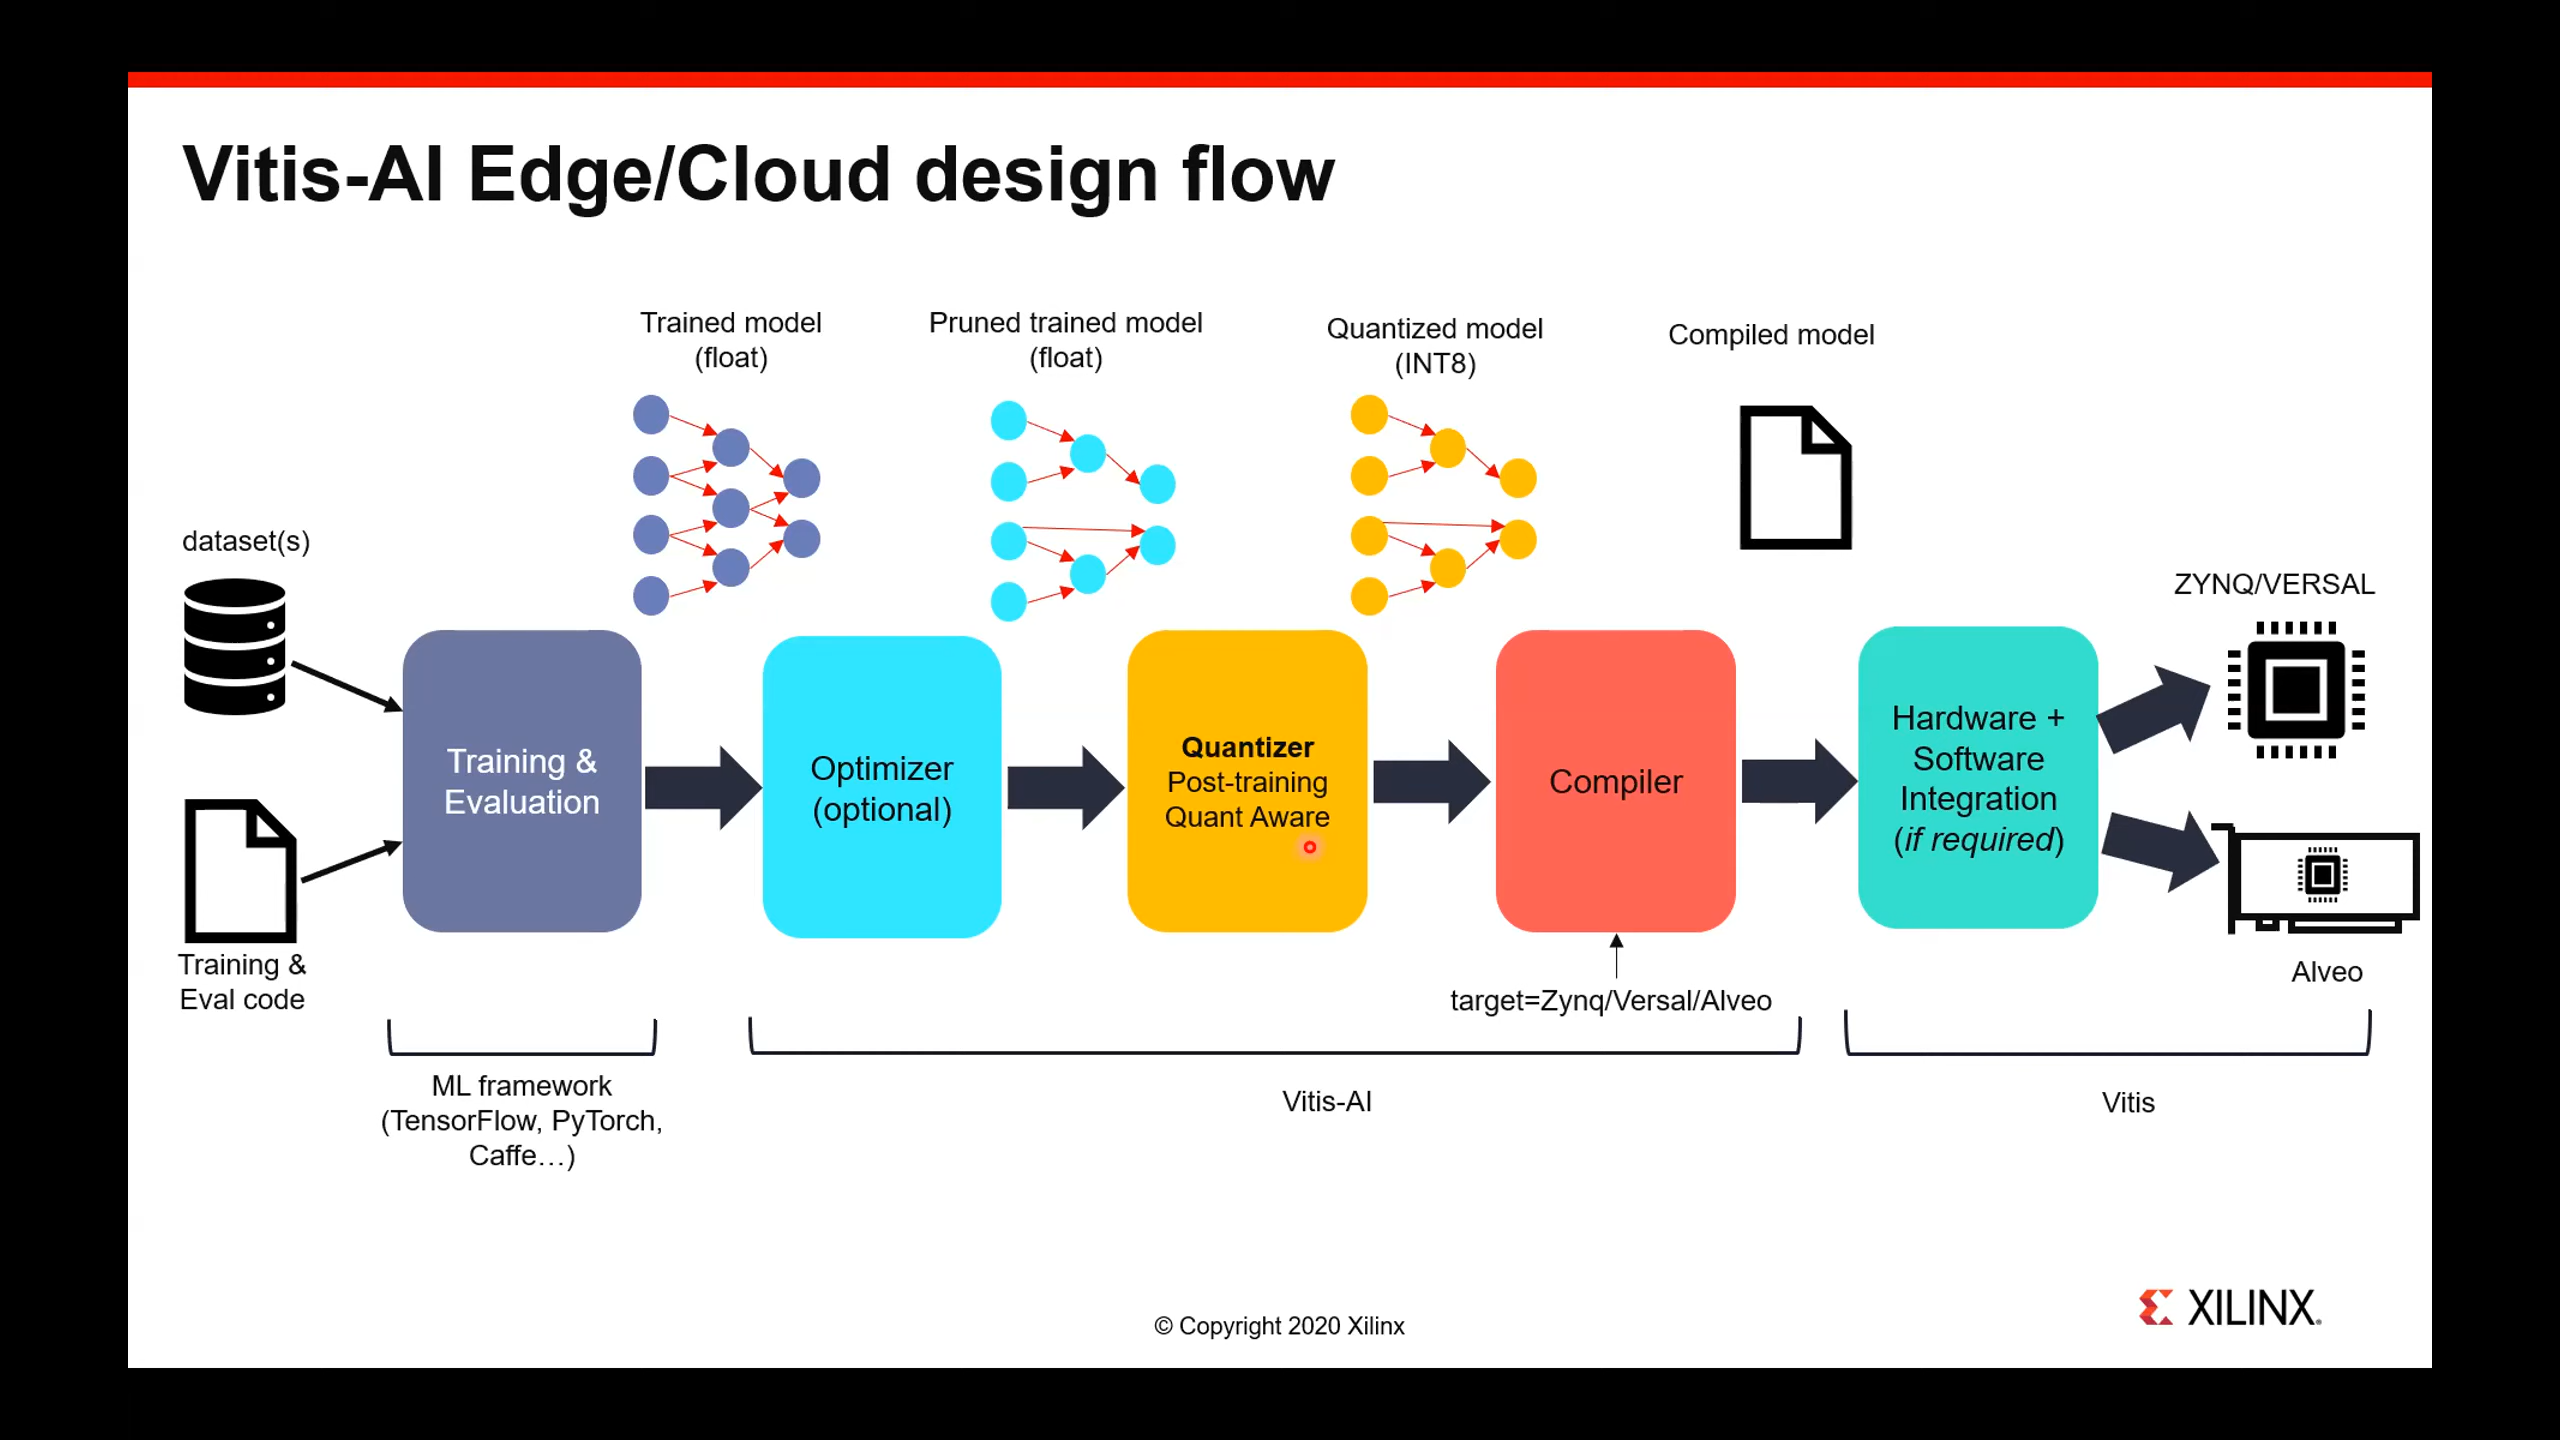 Vitis-AI Edge/Cloud design flow
Trained model
(float)
Pruned trained model
(float)
Quantized model
(INT8)
Compiled model
dataset(s)
Training &
Eval code
Training &
Evaluation
Optimizer
(optional)
Quantizer
Post-training
Quant Aware
Compiler
target=Zynq/Versal/Alveo
Hardware +
Software
Integration
(if required)
ZYNQ/VERSAL
Alveo
ML framework
(TensorFlow, PyTorch,
Caffe…)
Vitis-AI
Vitis
© Copyright 2020 Xilinx
XILINX